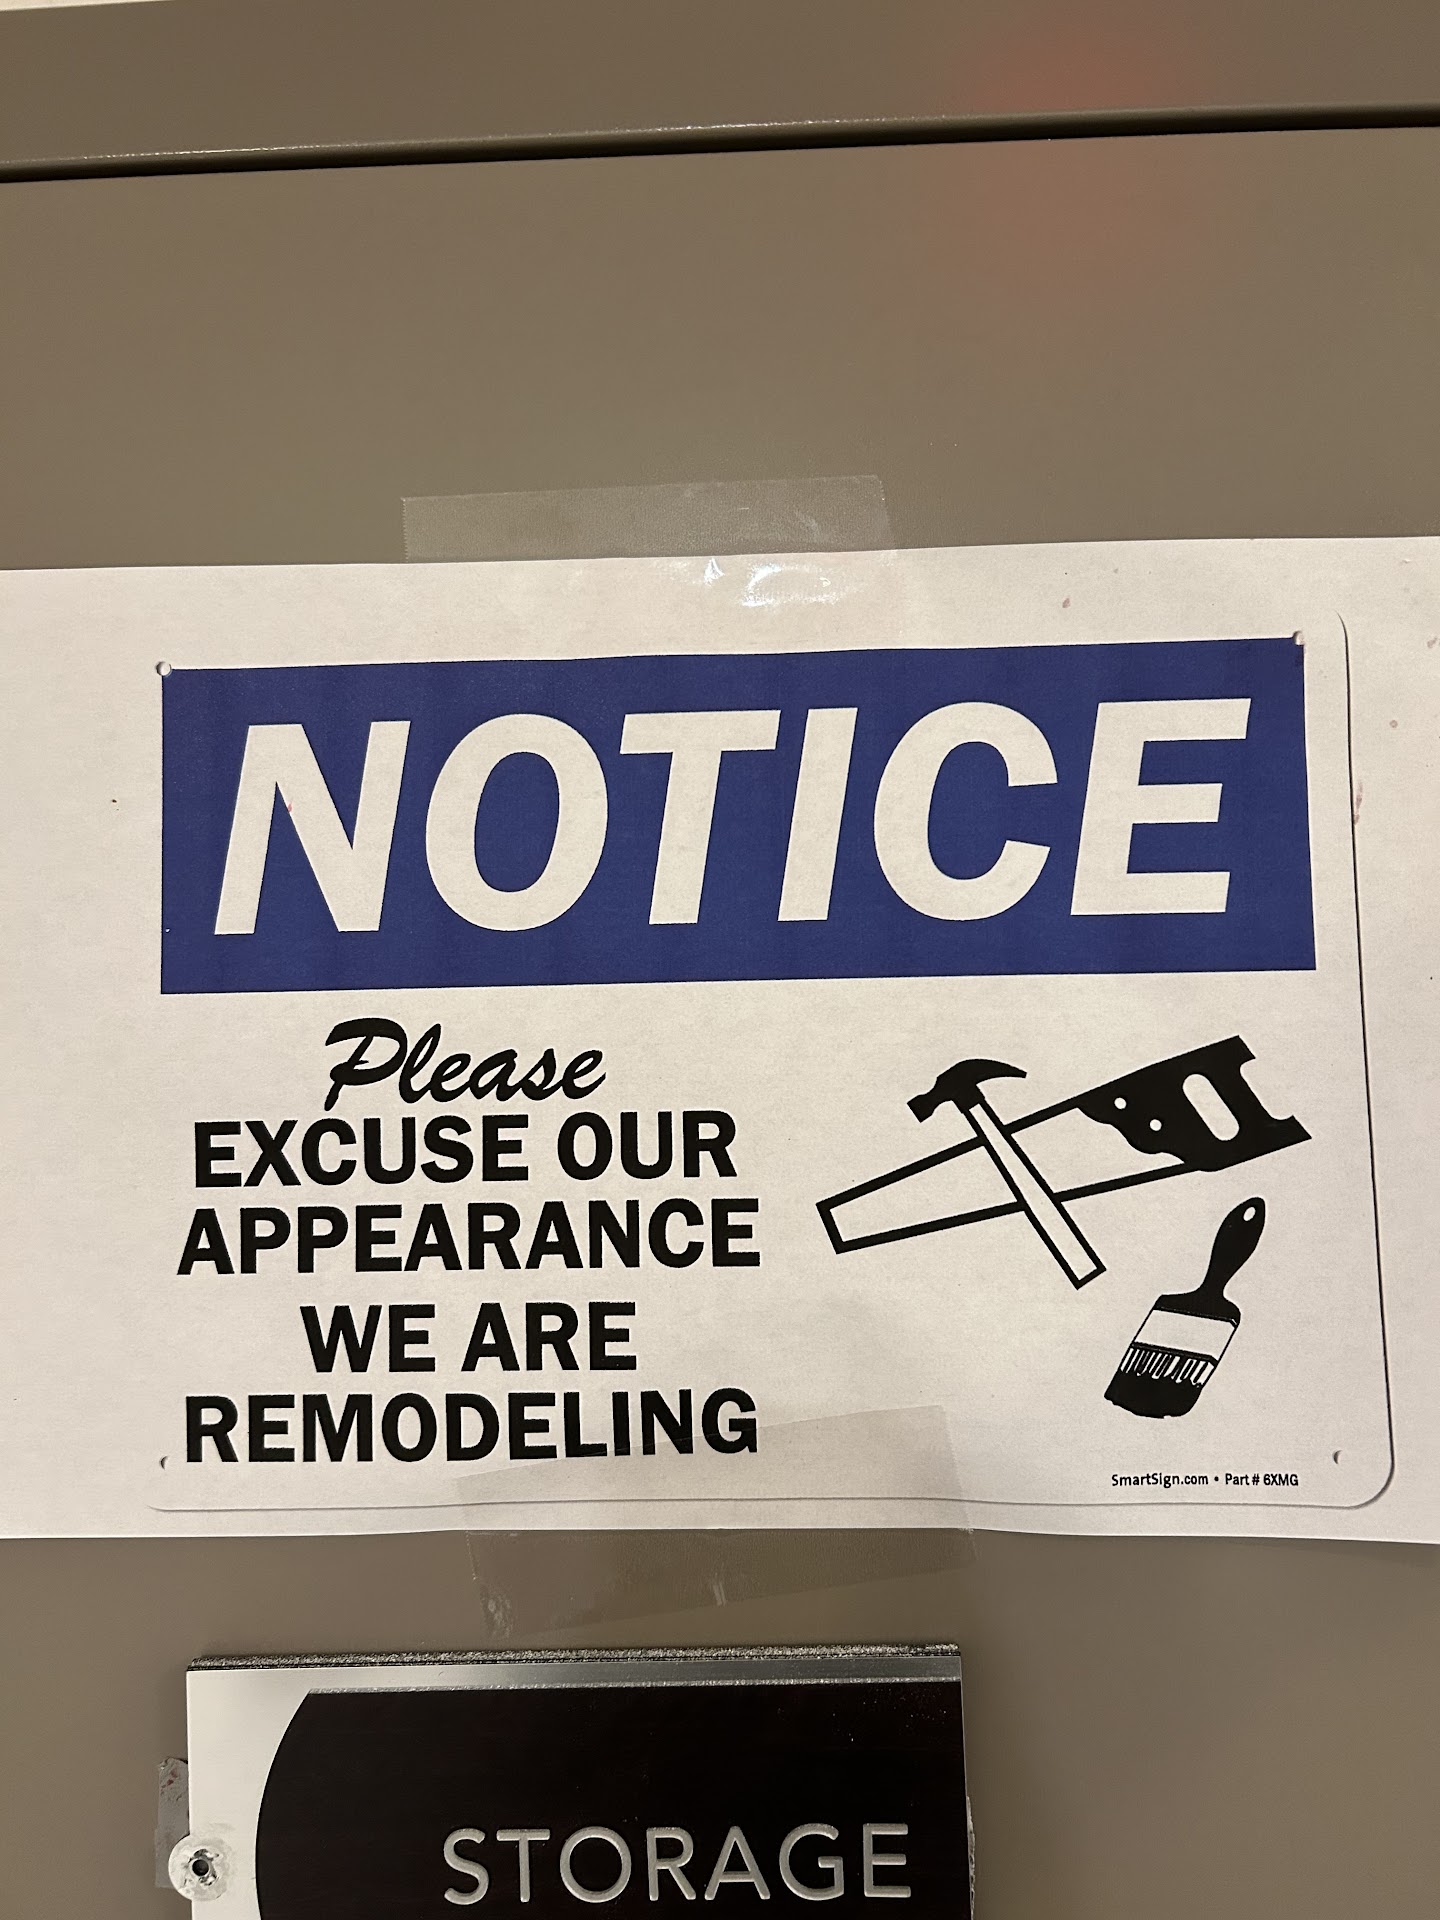 NOTICE
Please
EXCUSE OUR
APPEARANCE
WE ARE
REMODELING
SmartSign.com • Part # 6XMG
STORAGE